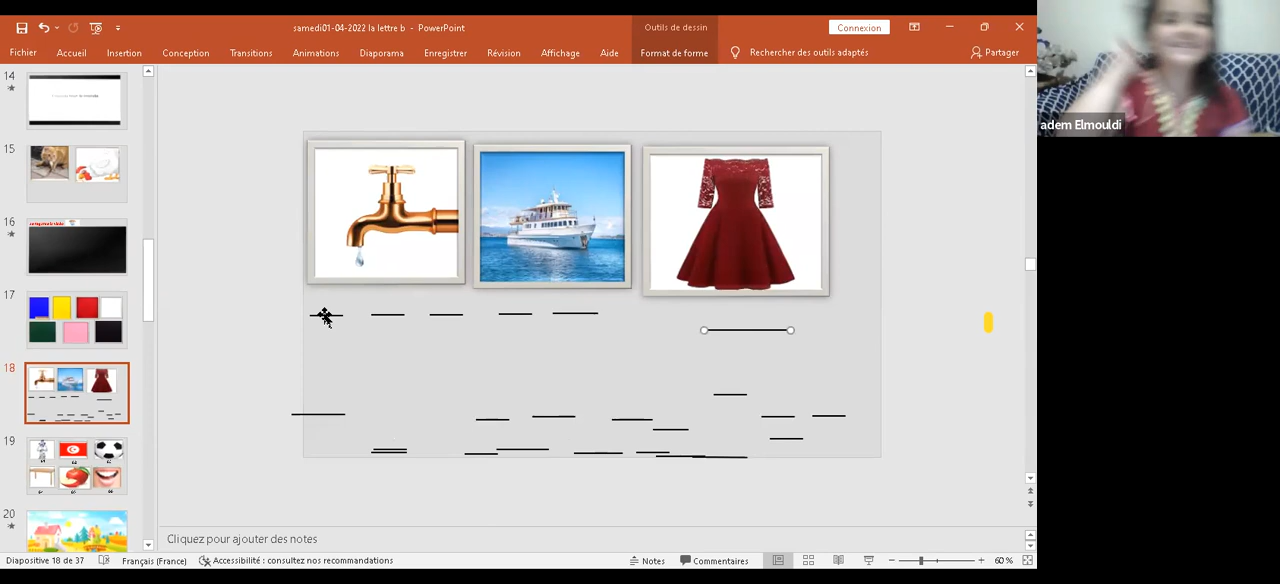 samedi01-04-2022 la lettre b - PowerPoint
Outils de dessin
Connexion
Fichier Accueil Insertion Conception Transitions Animations Diaporama Enregistrer Révision Affichage Aide Format de forme Rechercher des outils adaptés Partager
adem Elmouldi
14
15
16
17
18
19
20
Cliquez pour ajouter des notes
Diapositive 18 de 37 Français (France) Accessibilité : consultez nos recommandations Notes Commentaires 60 %